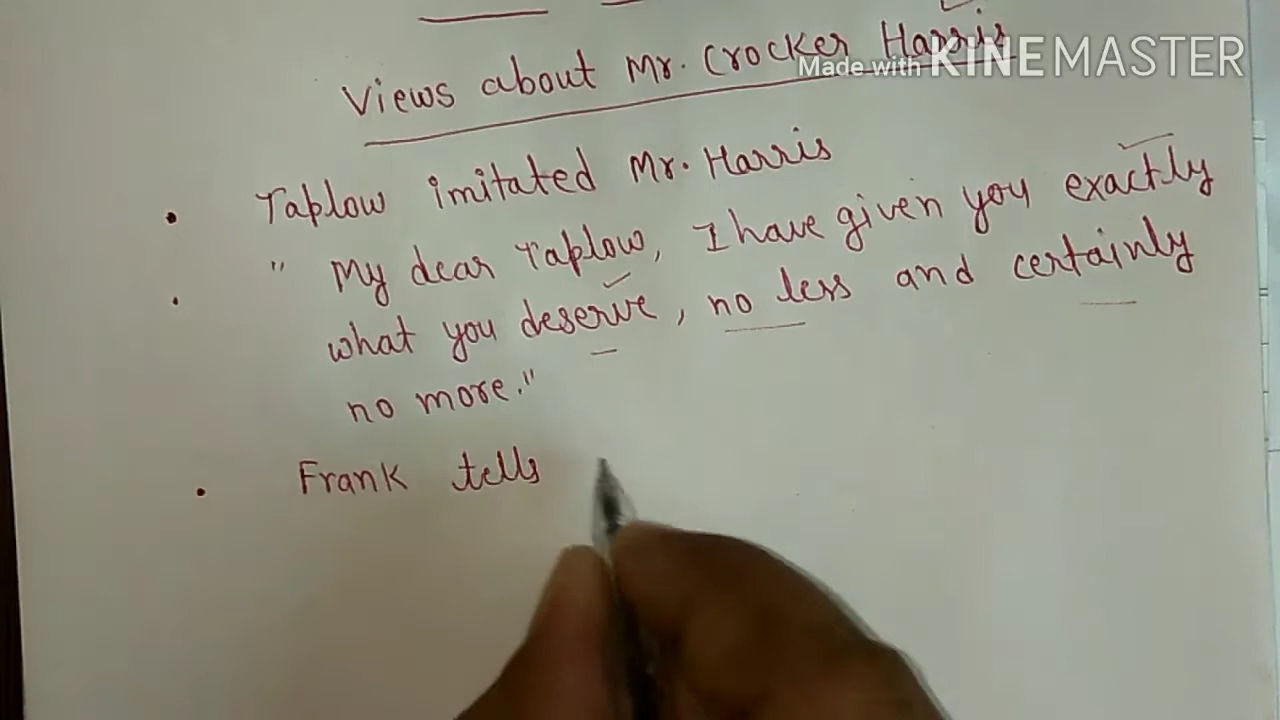 Views about Mr. Crocker Harris
Made with KINEMASTER
• Taplow imitated Mr. Harris
" My dear Taplow, I have given you exactly
what you deserve, no less and certainly
no more."
• Frank tells